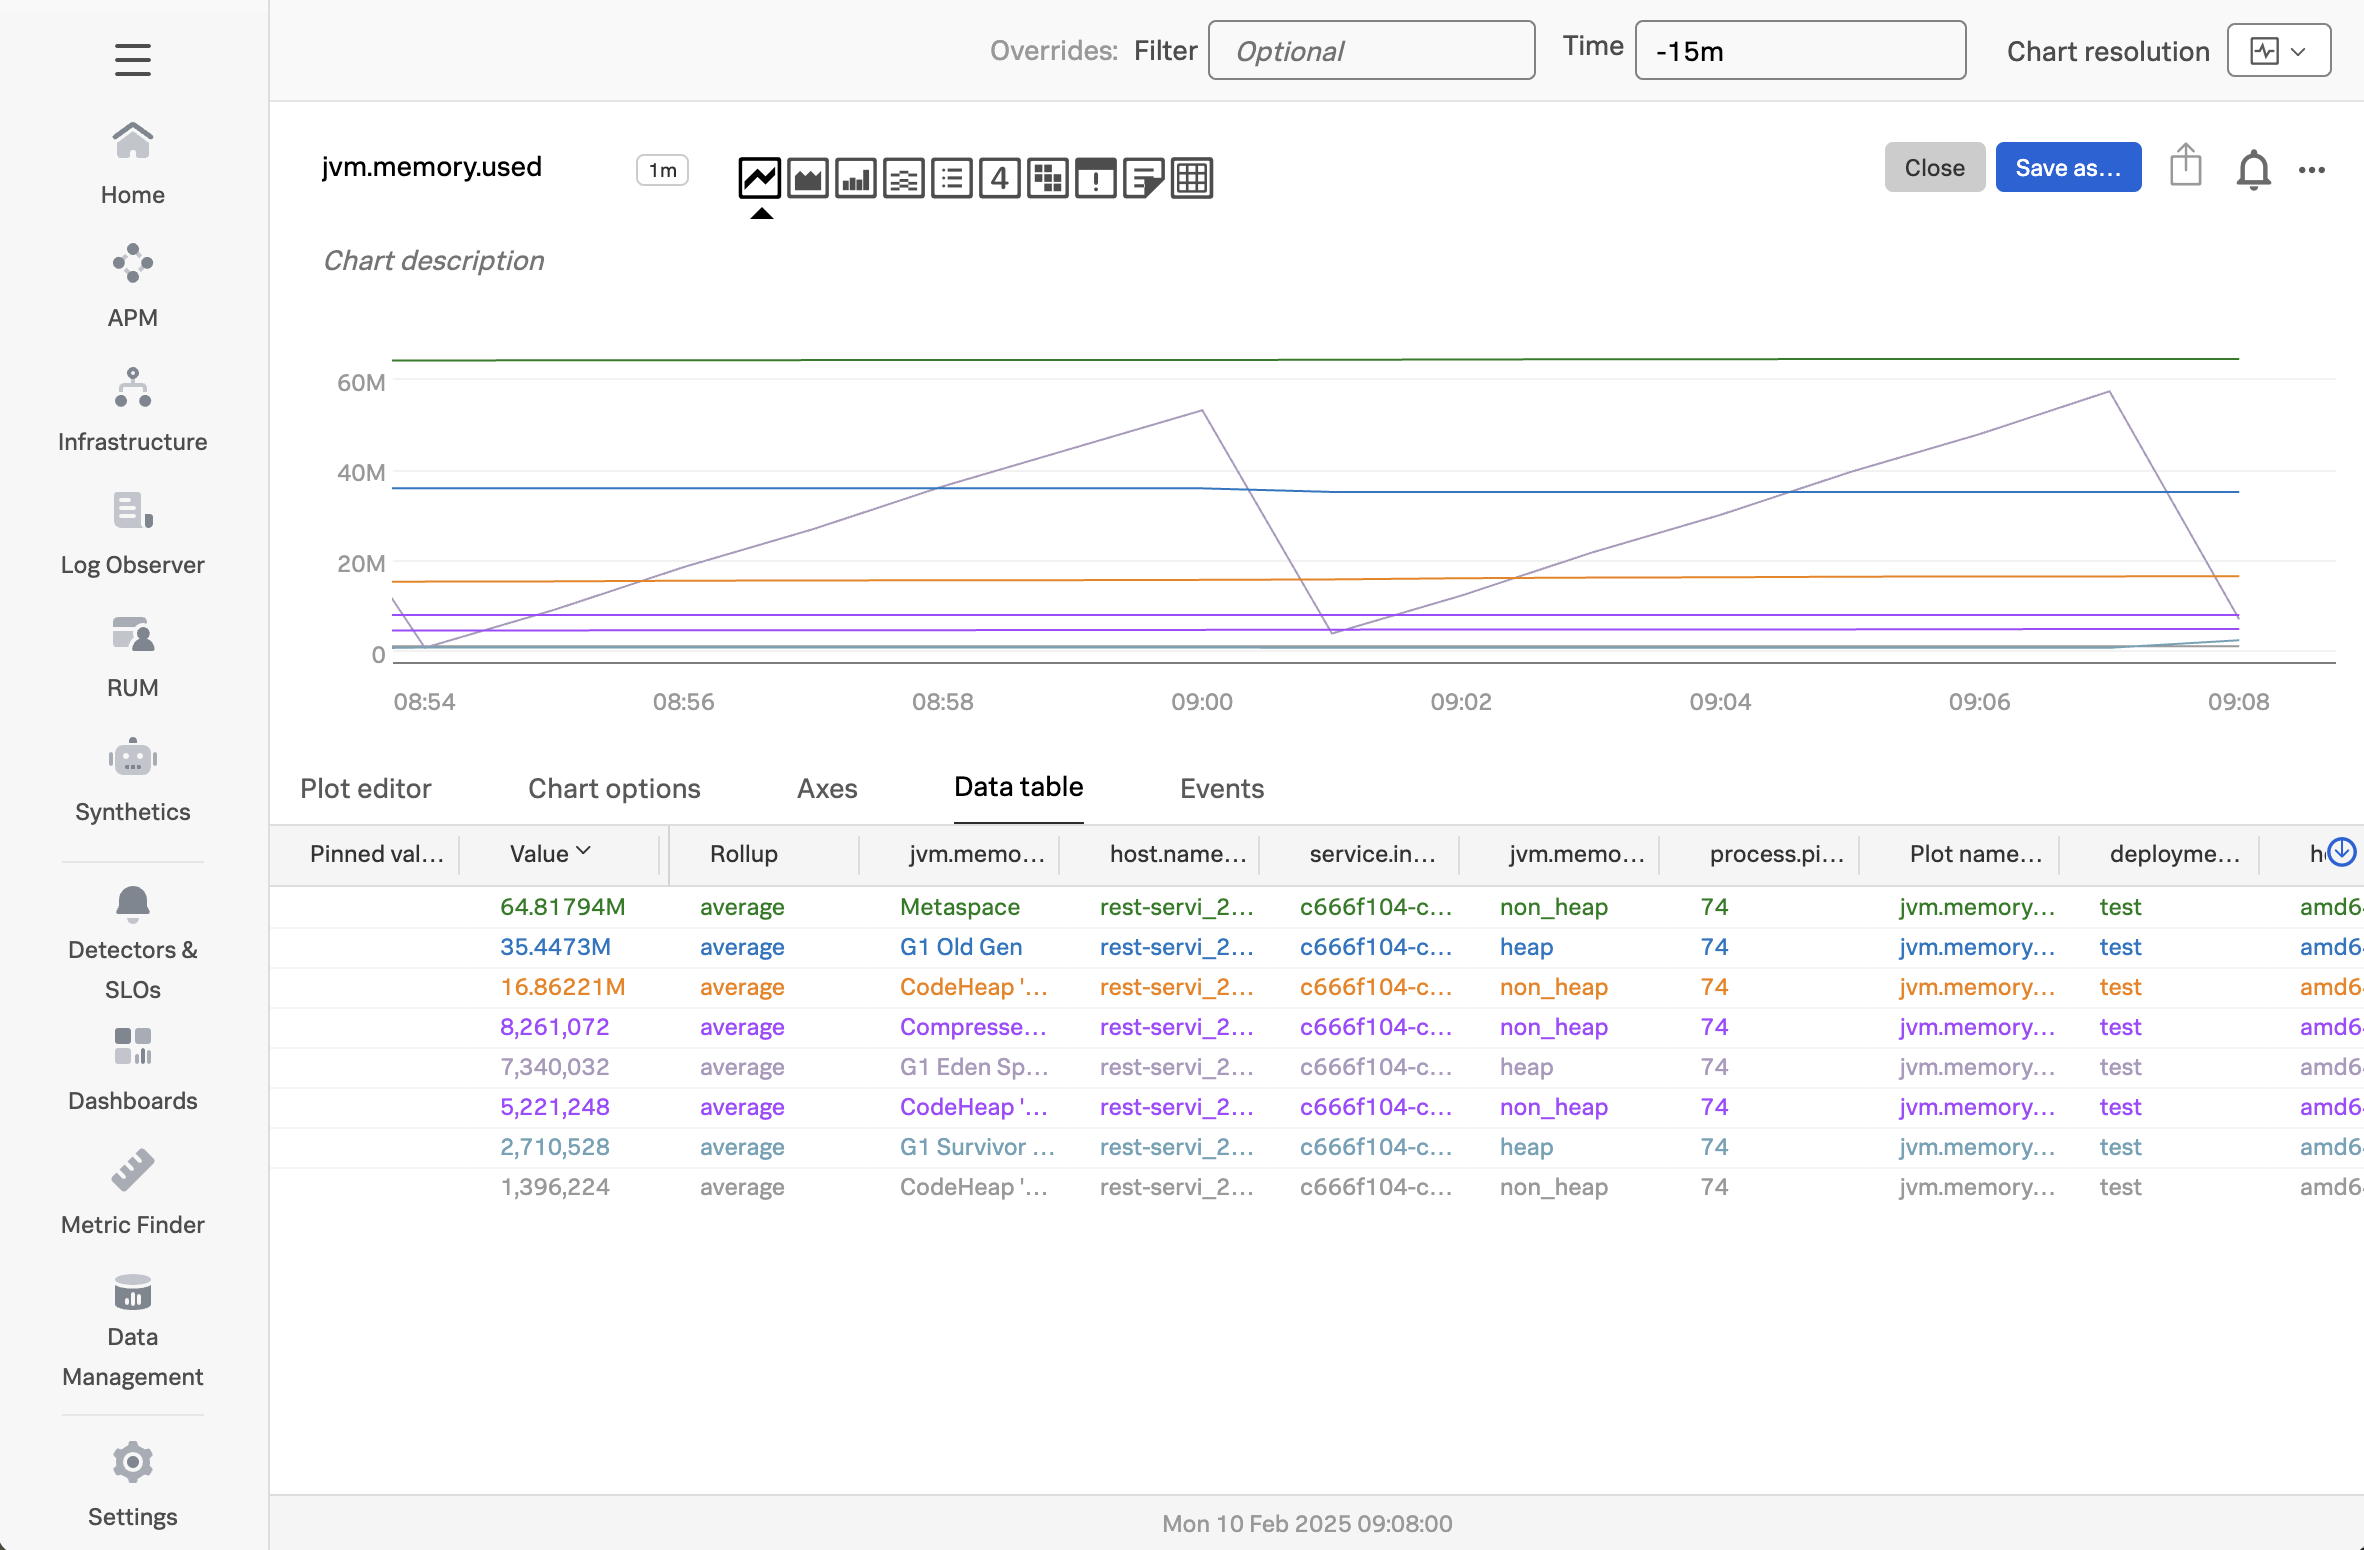 Overrides: Filter Optional Time -15m Chart resolution
Home
APM
Infrastructure
Log Observer
RUM
Synthetics
Detectors &
SLOs
Dashboards
Metric Finder
Data
Management
Settings
jvm.memory.used 1m 4 ! Close Save as...
Chart description
60M
40M
20M
0
08:54 08:56 08:58 09:00 09:02 09:04 09:06 09:08
Plot editor Chart options Axes Data table Events
Pinned val... Value Rollup jvm.memo... host.name... service.in... jvm.memo... process.pi... Plot name... deployme...
64.81794M average Metaspace rest-servi_2... c666f104-c... non_heap 74 jvm.memory... test amd6
35.4473M average G1 Old Gen rest-servi_2... c666f104-c... heap 74 jvm.memory... test amd6
16.86221M average CodeHeap '... rest-servi_2... c666f104-c... non_heap 74 jvm.memory... test amd6
8,261,072 average Compresse... rest-servi_2... c666f104-c... non_heap 74 jvm.memory... test amd6
7,340,032 average G1 Eden Sp... rest-servi_2... c666f104-c... heap 74 jvm.memory... test amd6
5,221,248 average CodeHeap '... rest-servi_2... c666f104-c... non_heap 74 jvm.memory... test amd6
2,710,528 average G1 Survivor ... rest-servi_2... c666f104-c... heap 74 jvm.memory... test amd6
1,396,224 average CodeHeap '... rest-servi_2... c666f104-c... non_heap 74 jvm.memory... test amd6
Mon 10 Feb 2025 09:08:00